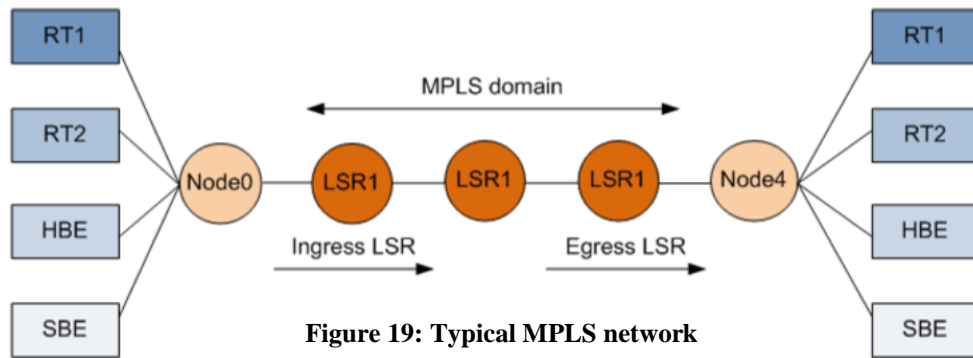 RT1
RT2
HBE
SBE
Node0
MPLS domain
LSR1
LSR1
LSR1
Ingress LSR
Egress LSR
Node4
RT1
RT2
HBE
SBE
Figure 19: Typical MPLS network